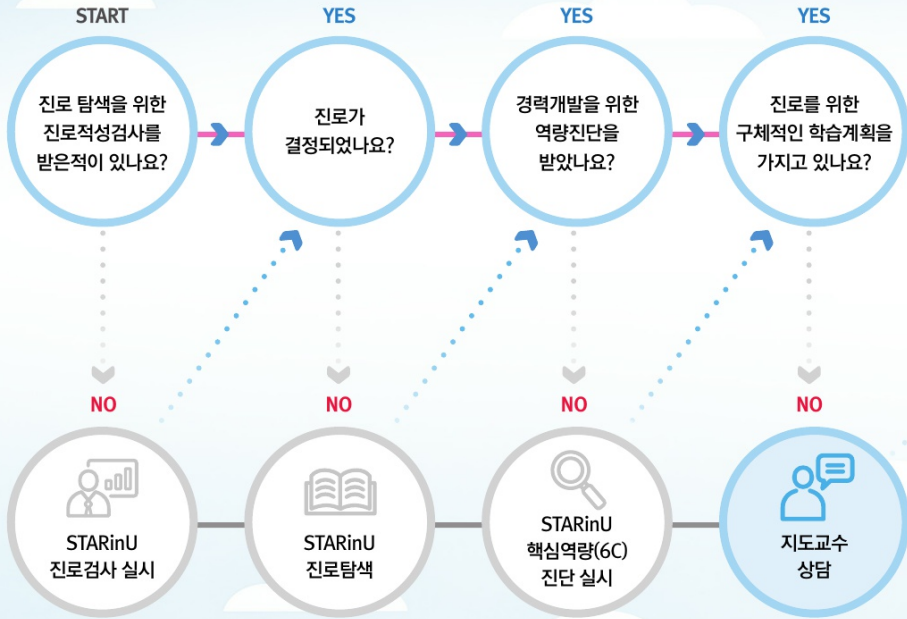 START
YES
YES
YES
진로 탐색을 위한
진로적성검사를
받은적이 있나요?
진로가
결정되었나요?
경력개발을 위한
역량진단을
받았나요?
진로를 위한
구체적인 학습계획을
가지고 있나요?
NO
NO
NO
NO
STARinU
진로검사 실시
STARinU
진로탐색
STARinU
핵심역량(6C)
진단 실시
지도교수
상담